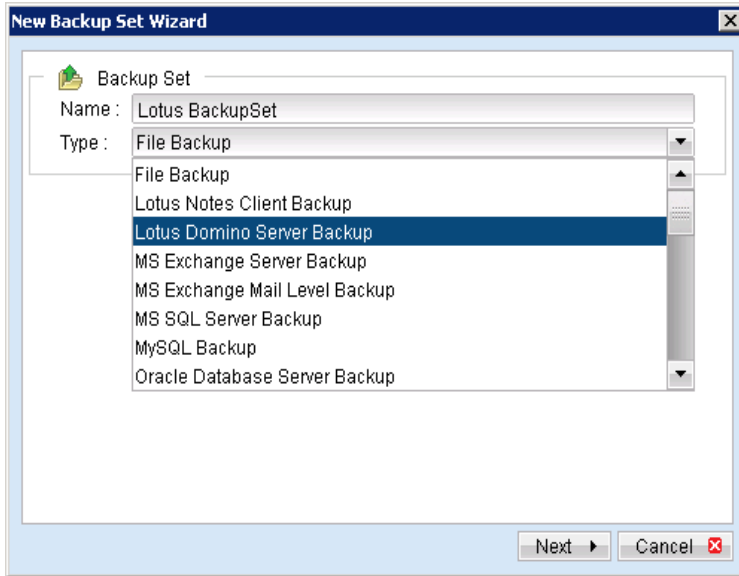 New Backup Set Wizard
Backup Set
Name : Lotus BackupSet
Type : File Backup
File Backup
Lotus Notes Client Backup
Lotus Domino Server Backup
MS Exchange Server Backup
MS Exchange Mail Level Backup
MS SQL Server Backup
MySQL Backup
Oracle Database Server Backup
Next Cancel